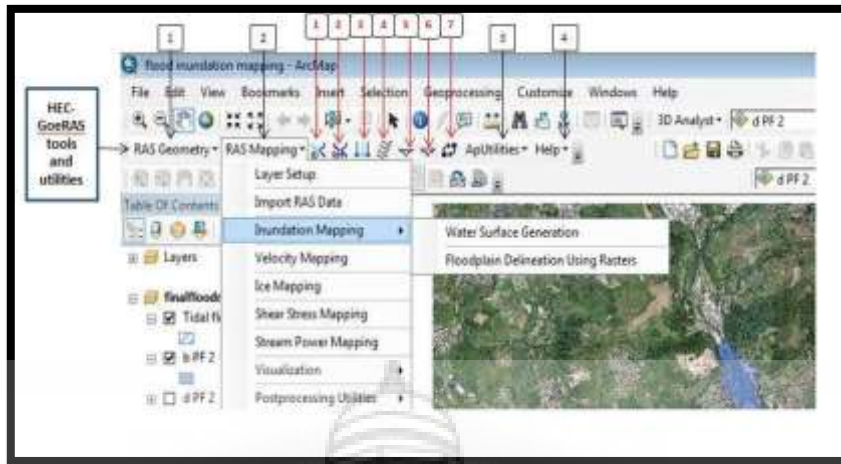 1 2 1 2 3 4 5 6 7 3 4
flood inundation mapping - ArcMap
File Edit View Bookmarks Insert Selection Geoprocessing Customize Windows Help
3D Analyst d PF 2
HEC-
GoeRAS
tools
and
utilities
RAS Geometry RAS Mapping ApUtilities Help
Layer Setup
d PF 2
Table Of Contents
Import RAS Data
Inundation Mapping
Water Surface Generation
Layers
Velocity Mapping
Floodplain Delineation Using Rasters
Ice Mapping
finalfloodc
Tidal fl
Shear Stress Mapping
Stream Power Mapping
b PF 2
Visualization
d PF 2
Postprocessing Utilities